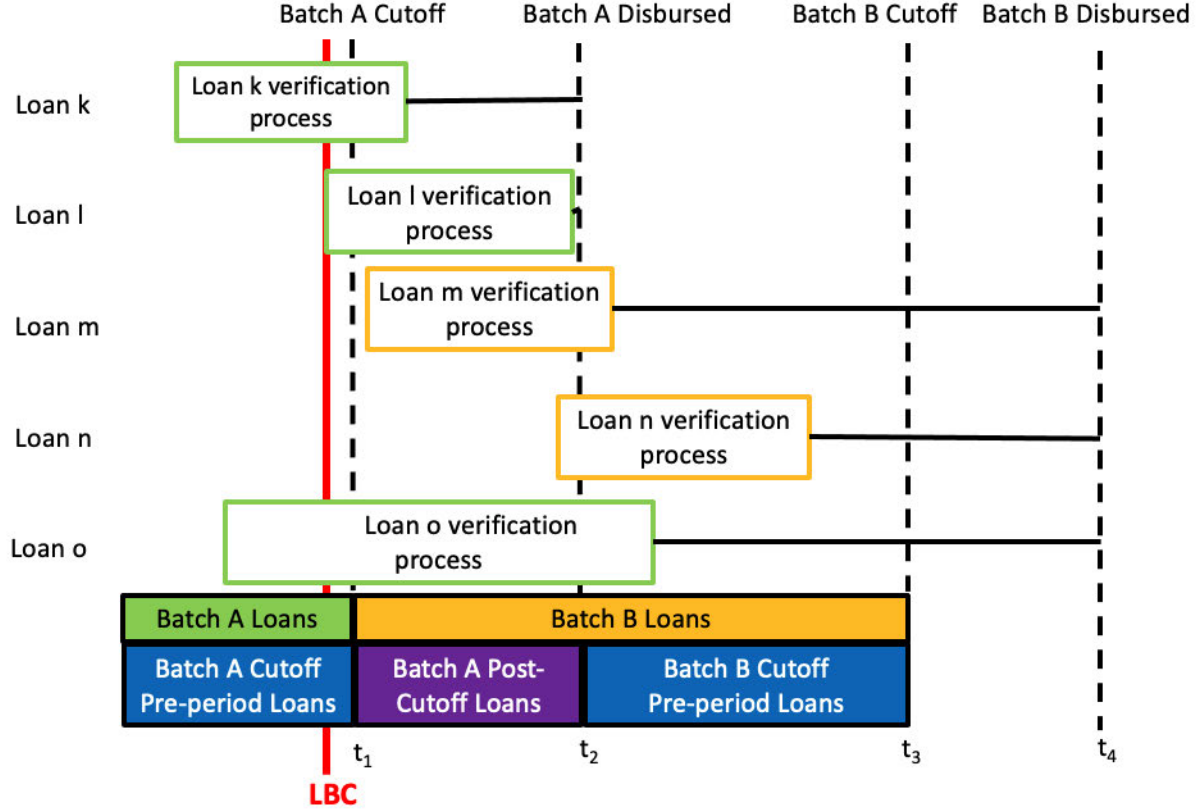 Batch A Cutoff
Batch A Disbursed
Batch B Cutoff
Batch B Disbursed
Loan k
Loan k verification
process
Loan l
Loan l verification
process
Loan m
Loan m verification
process
Loan n
Loan n verification
process
Loan o
Loan o verification
process
Batch A Loans
Batch B Loans
Batch A Cutoff
Pre-period Loans
Batch A Post-
Cutoff Loans
Batch B Cutoff
Pre-period Loans
t₁
t₂
t₃
t₄
LBC